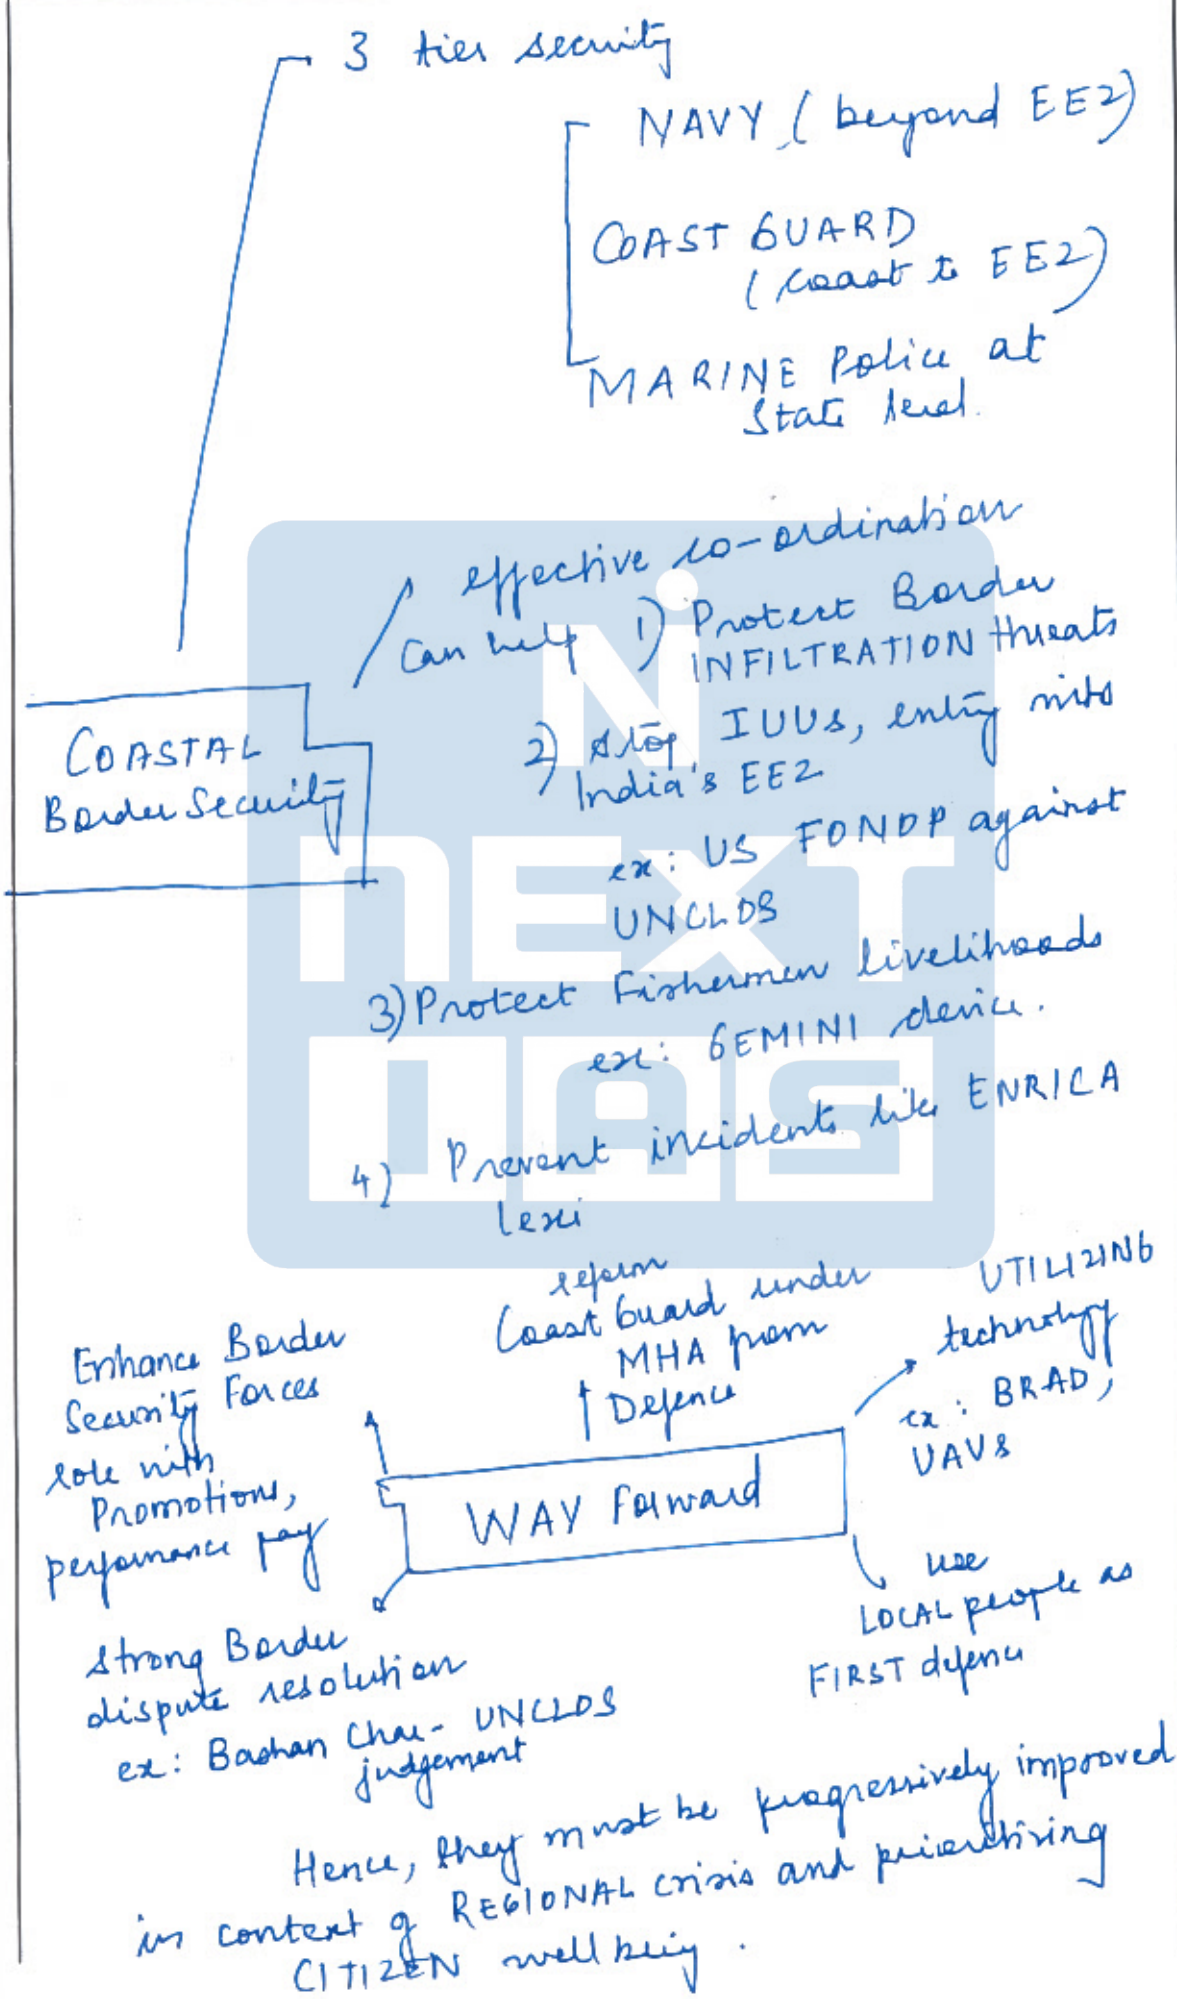 3 tier security
NAVY (beyond EEZ)
COAST GUARD
(coast to EEZ)
MARINE Police at
State level.
effective co-ordination
Can help 1) Protect Border
INFILTRATION threats
2) stop IUUs, entry into
India's EEZ
ex: US FONOP against
UNCLOS
3) Protect Fishermen livelihoods
ex: GEMINI device.
4) Prevent incidents like ENRICA
lexi
COASTAL
Border Security
NEXT
IAS
reform
Coast Guard under
MHA from
Defence
UTILIZING
technology
ex: BRAD,
UAVs
Enhance Border
Security Forces
role with
Promotions,
performance pay
WAY Forward
use
LOCAL people as
FIRST defence
Strong Border
dispute resolution
ex: Bashan Char- UNCLOS
judgement
Hence, they must be progressively improved
in context of REGIONAL crisis and prioritising
CITIZEN well being.